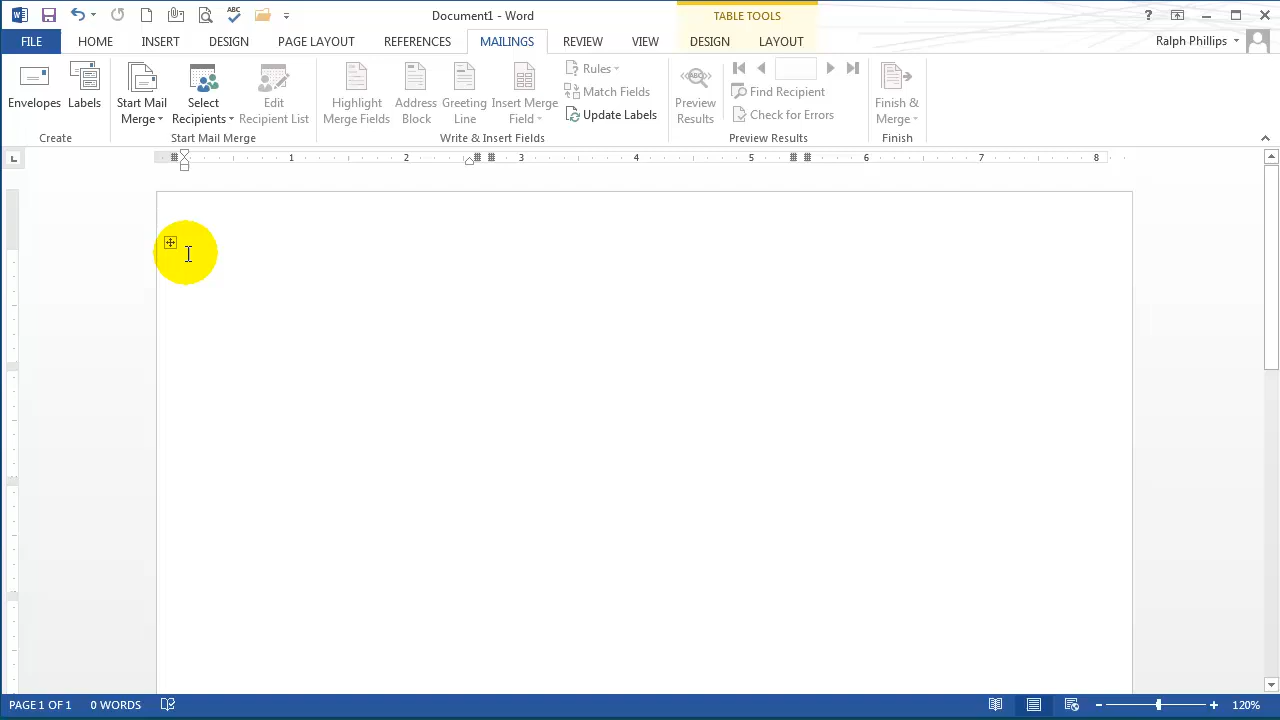 Document1 - Word
TABLE TOOLS
?
FILE
HOME
INSERT
DESIGN
PAGE LAYOUT
REFERENCES
MAILINGS
REVIEW
VIEW
DESIGN
LAYOUT
Ralph Phillips
Envelopes
Labels
Create
Start Mail
Merge
Select
Recipients
Edit
Recipient List
Start Mail Merge
Highlight
Merge Fields
Address
Block
Greeting
Line
Insert Merge
Field
Rules
Match Fields
Update Labels
Write & Insert Fields
ABC
Preview
Results
Find Recipient
Check for Errors
Preview Results
Finish &
Merge
Finish
1 2 3 4 5 6 7 8
PAGE 1 OF 1
0 WORDS
120%